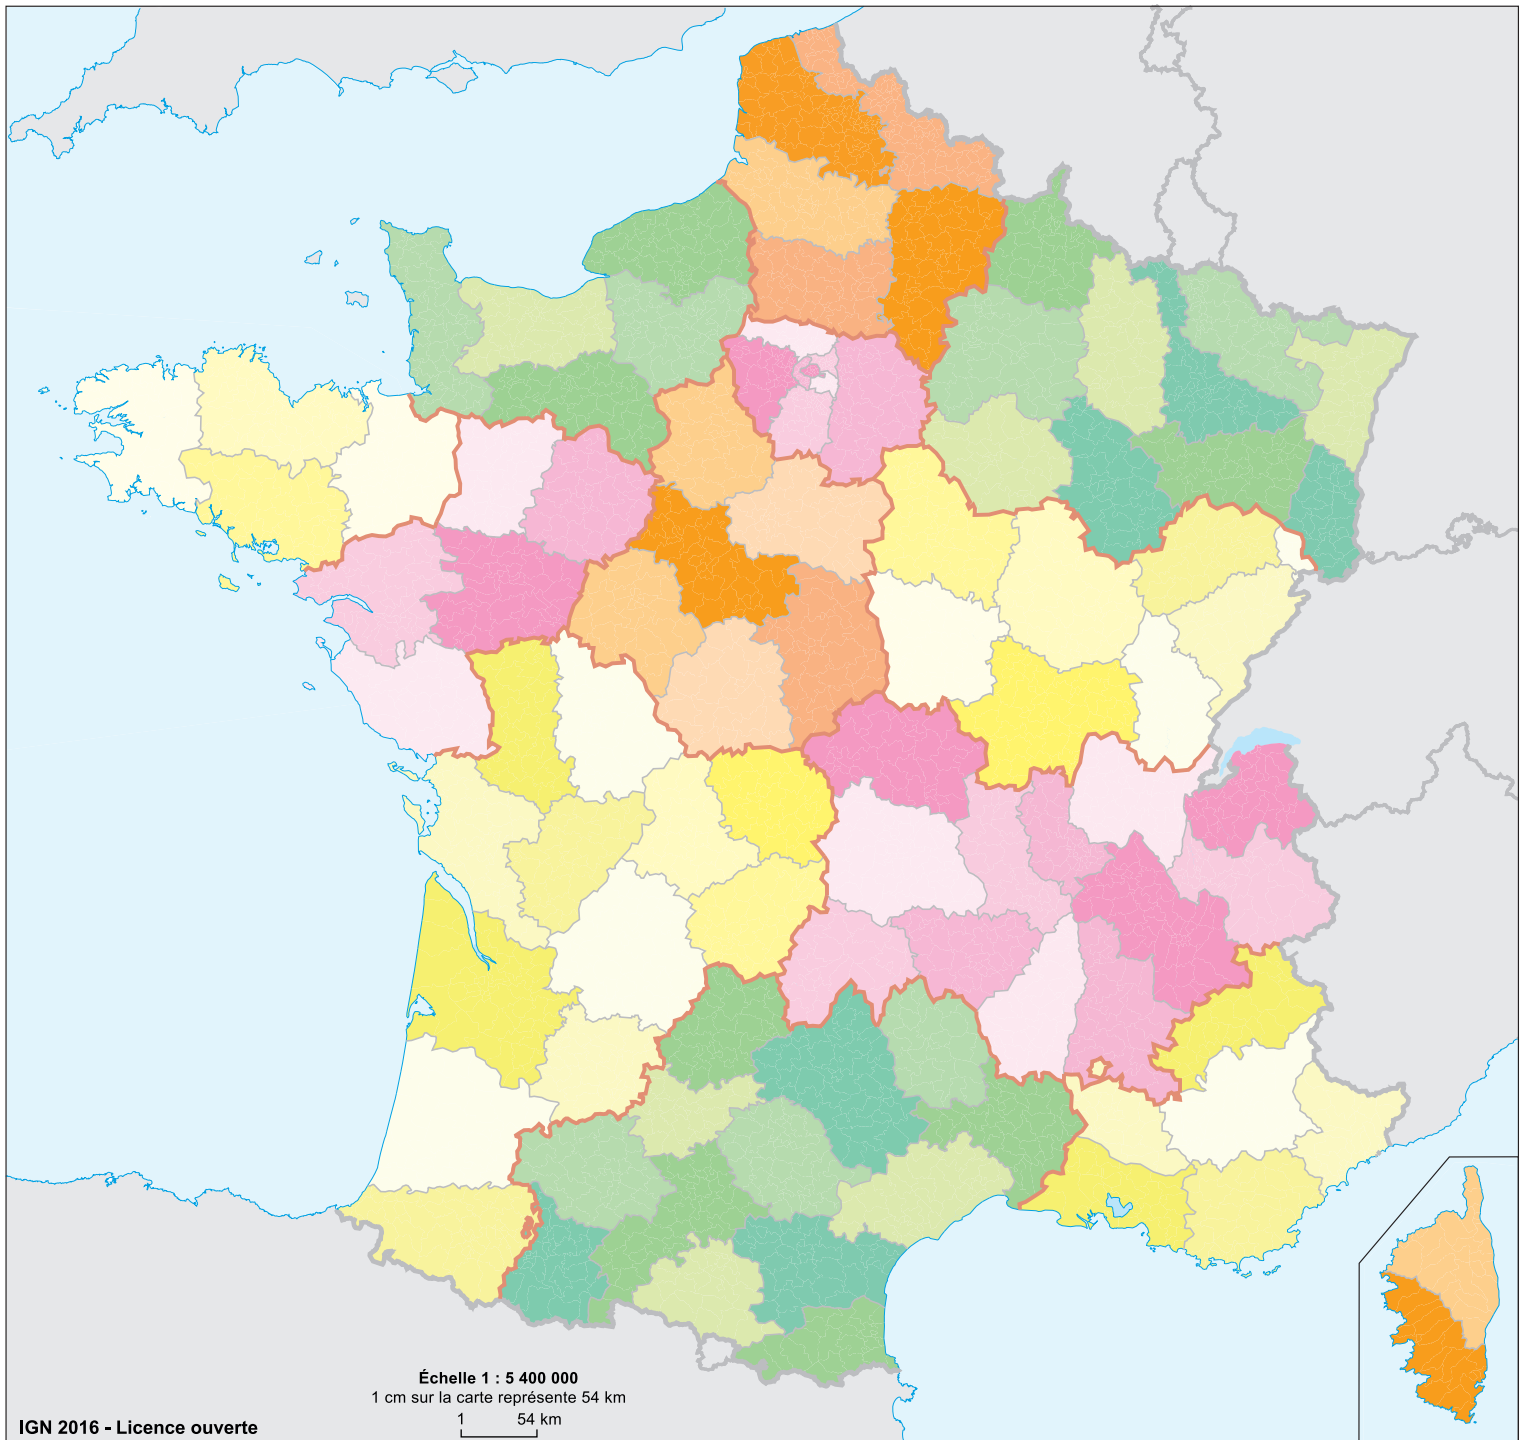 Échelle 1 : 5 400 000
1 cm sur la carte représente 54 km
1 54 km
IGN 2016 - Licence ouverte